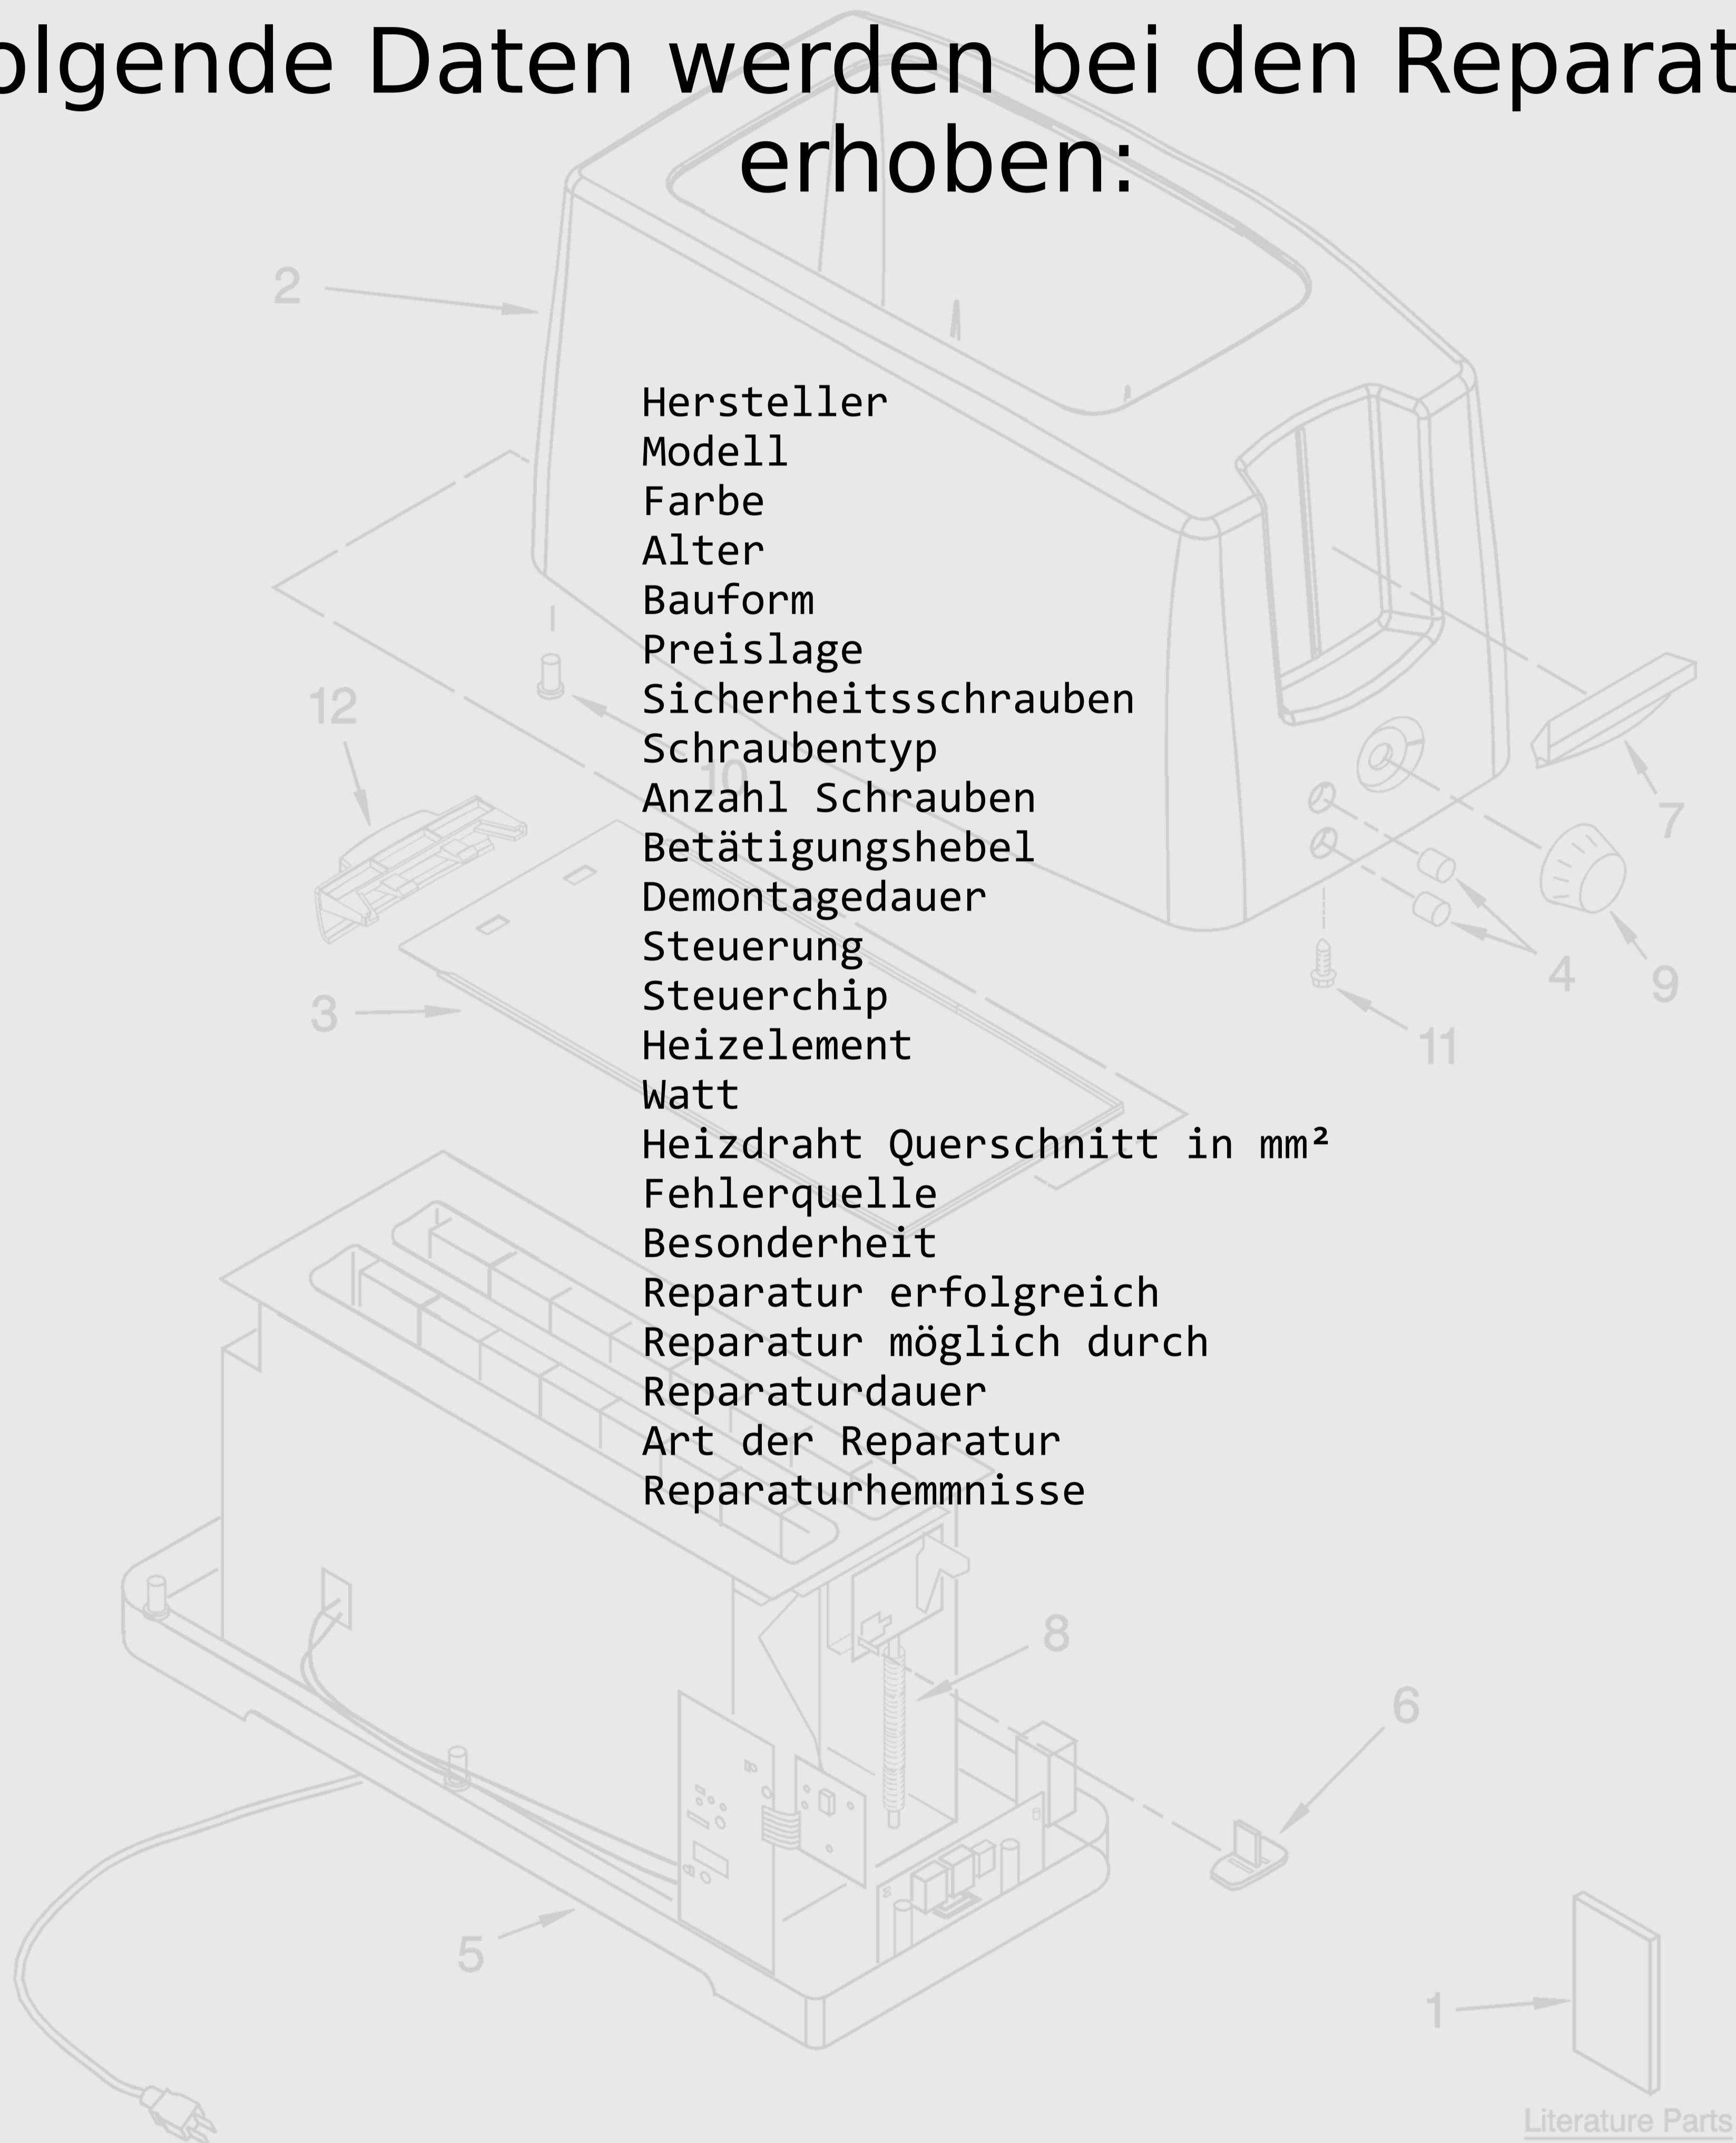 olgende Daten werden bei den Reparat
erhoben:
2
Hersteller
Modell
Farbe
Alter
Bauform
Preislage
Sicherheitsschrauben
12
Schraubentyp
10
Anzahl Schrauben
7
Betätigungshebel
Demontagedauer
Steuerung
4
9
Steuerchip
3
11
Heizelement
Watt
Heizdraht Querschnitt in mm²
Fehlerquelle
Besonderheit
Reparatur erfolgreich
Reparatur möglich durch
Reparaturdauer
Art der Reparatur
Reparaturhemmnisse
8
6
5
1
Literature Parts